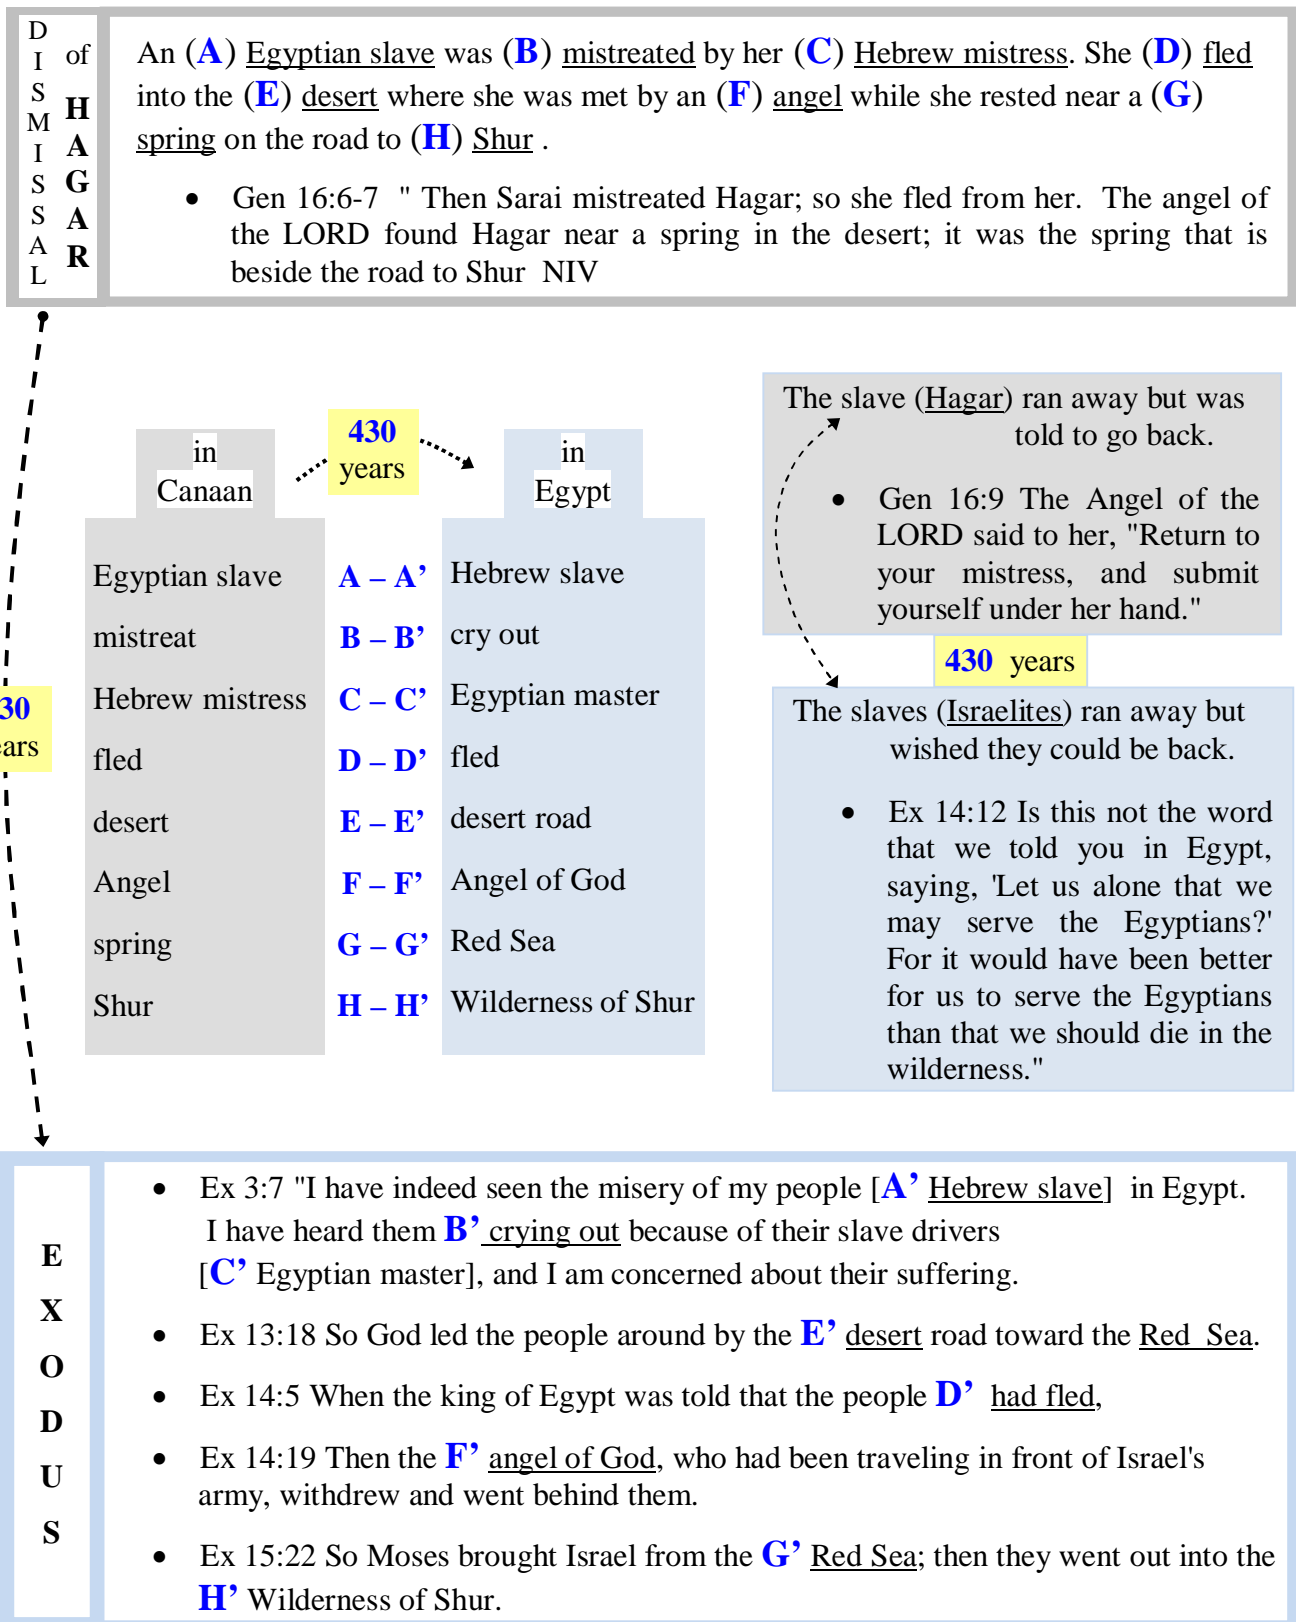 DISMISSAL
of
HAGAR
An (A) Egyptian slave was (B) mistreated by her (C) Hebrew mistress. She (D) fled
into the (E) desert where she was met by an (F) angel while she rested near a (G)
spring on the road to (H) Shur .
• Gen 16:6-7 " Then Sarai mistreated Hagar; so she fled from her. The angel of
the LORD found Hagar near a spring in the desert; it was the spring that is
beside the road to Shur NIV
in
Canaan
430
years
in
Egypt
Egyptian slave A – A’ Hebrew slave
mistreat B – B’ cry out
Hebrew mistress C – C’ Egyptian master
fled D – D’ fled
desert E – E’ desert road
Angel F – F’ Angel of God
spring G – G’ Red Sea
Shur H – H’ Wilderness of Shur
30
ears
The slave (Hagar) ran away but was
told to go back.
• Gen 16:9 The Angel of the
LORD said to her, "Return to
your mistress, and submit
yourself under her hand."
430 years
The slaves (Israelites) ran away but
wished they could be back.
• Ex 14:12 Is this not the word
that we told you in Egypt,
saying, 'Let us alone that we
may serve the Egyptians?'
For it would have been better
for us to serve the Egyptians
than that we should die in the
wilderness."
EXODUS
• Ex 3:7 "I have indeed seen the misery of my people [A’ Hebrew slave] in Egypt.
I have heard them B’ crying out because of their slave drivers
[C’ Egyptian master], and I am concerned about their suffering.
• Ex 13:18 So God led the people around by the E’ desert road toward the Red Sea.
• Ex 14:5 When the king of Egypt was told that the people D’ had fled,
• Ex 14:19 Then the F’ angel of God, who had been traveling in front of Israel's
army, withdrew and went behind them.
• Ex 15:22 So Moses brought Israel from the G’ Red Sea; then they went out into the
H’ Wilderness of Shur.